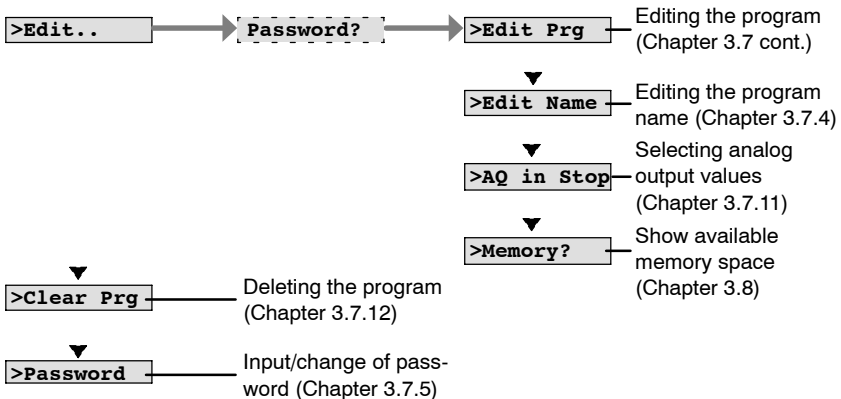 >Edit..
Password?
>Edit Prg
Editing the program
(Chapter 3.7 cont.)
>Edit Name
Editing the program
name (Chapter 3.7.4)
>AQ in Stop
Selecting analog
output values
(Chapter 3.7.11)
>Memory?
Show available
memory space
(Chapter 3.8)
>Clear Prg
Deleting the program
(Chapter 3.7.12)
>Password
Input/change of pass-
word (Chapter 3.7.5)